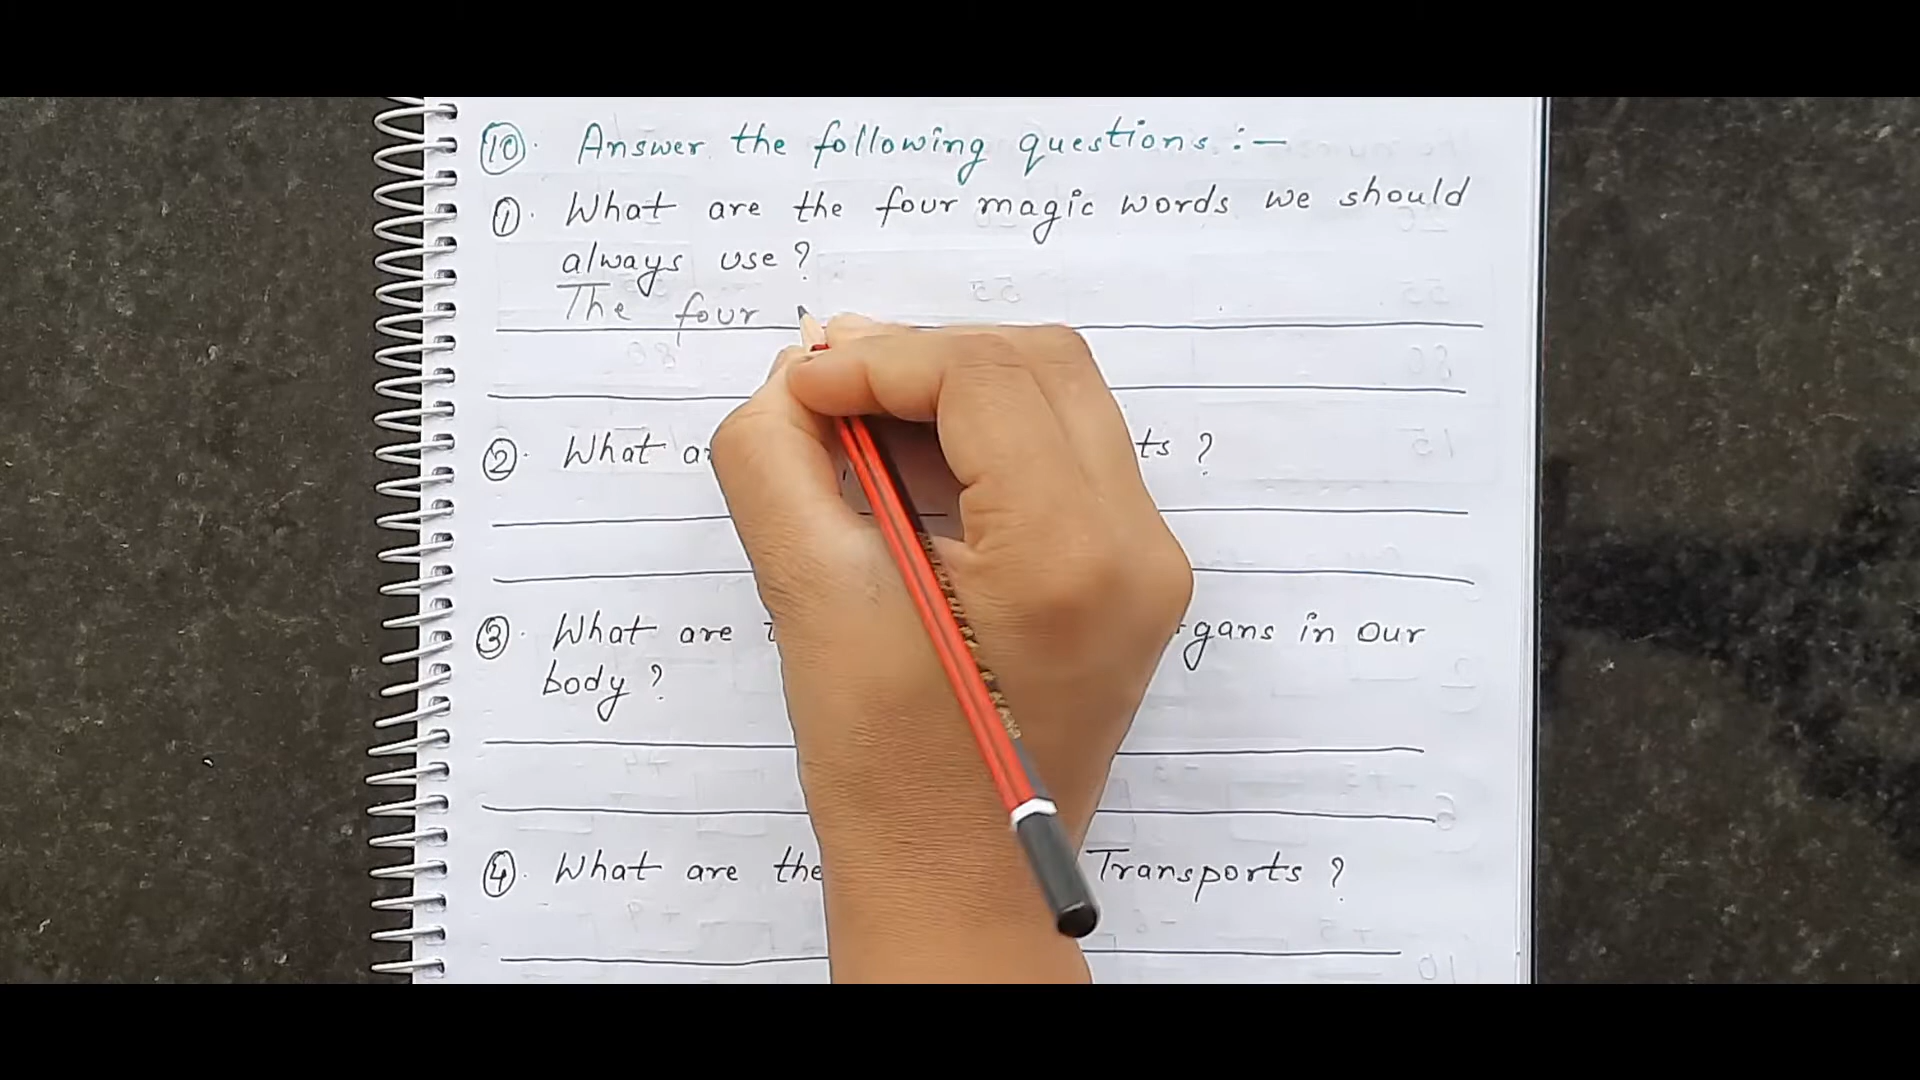 10. Answer the following questions :-
1. What are the four magic words we should
always use?
The four
2. What ts ?
3. What are gans in our
body ?
4. What are the Transports ?